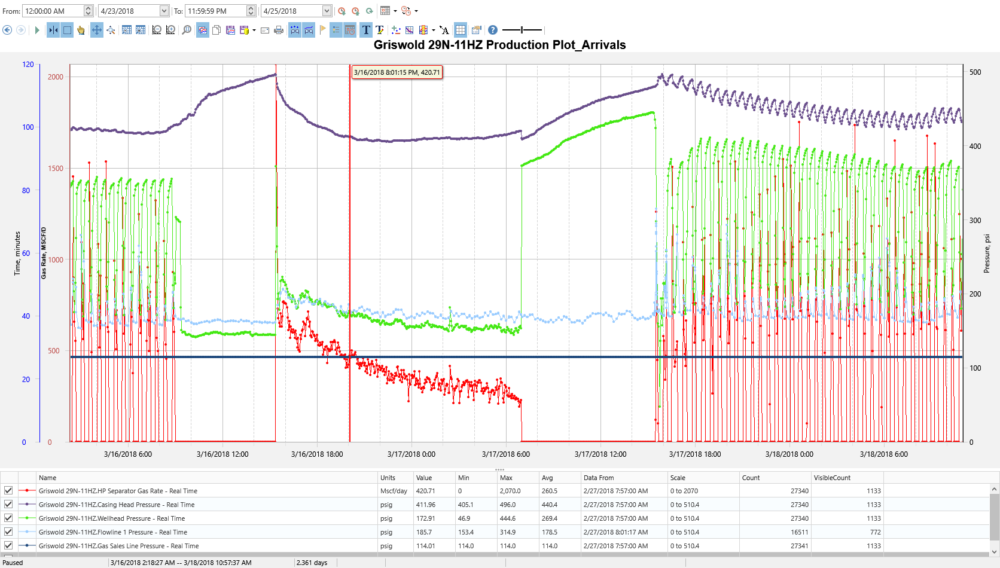 From: 12:00:00 AM 4/23/2018 To: 11:59:59 PM 4/25/2018
Griswold 29N-11HZ Production Plot_Arrivals
3/16/2018 8:01:15 PM, 420.71
120
100
80
60
40
20
0
Time, minutes
2000
1500
1000
500
0
Gas Rate, MSCF/D
500
400
300
200
100
0
Pressure, psi
3/16/2018 6:00 3/16/2018 12:00 3/16/2018 18:00 3/17/2018 0:00 3/17/2018 6:00 3/17/2018 12:00 3/17/2018 18:00 3/18/2018 0:00 3/18/2018 6:00
Name Units Value Min Max Avg Data From Scale Count VisibleCount
Griswold 29N-11HZ.HP Separator Gas Rate - Real Time Mscf/day 420.71 0 2,070.0 260.5 2/27/2018 7:57:00 AM 0 to 2070 27340 1133
Griswold 29N-11HZ.Casing Head Pressure - Real Time psig 411.96 405.1 496.0 440.4 2/27/2018 7:57:00 AM 0 to 510.4 27340 1133
Griswold 29N-11HZ.Wellhead Pressure - Real Time psig 172.91 46.9 444.6 269.4 2/27/2018 7:57:00 AM 0 to 510.4 27340 1133
Griswold 29N-11HZ.Flowline 1 Pressure - Real Time psig 185.7 153.4 314.9 178.5 2/27/2018 8:01:17 AM 0 to 510.4 16511 772
Griswold 29N-11HZ.Gas Sales Line Pressure - Real Time psig 114.01 114.0 114.0 114.0 2/27/2018 7:57:00 AM 0 to 510.4 27341 1133
Paused 3/16/2018 2:18:27 AM -- 3/18/2018 10:57:37 AM 2.361 days